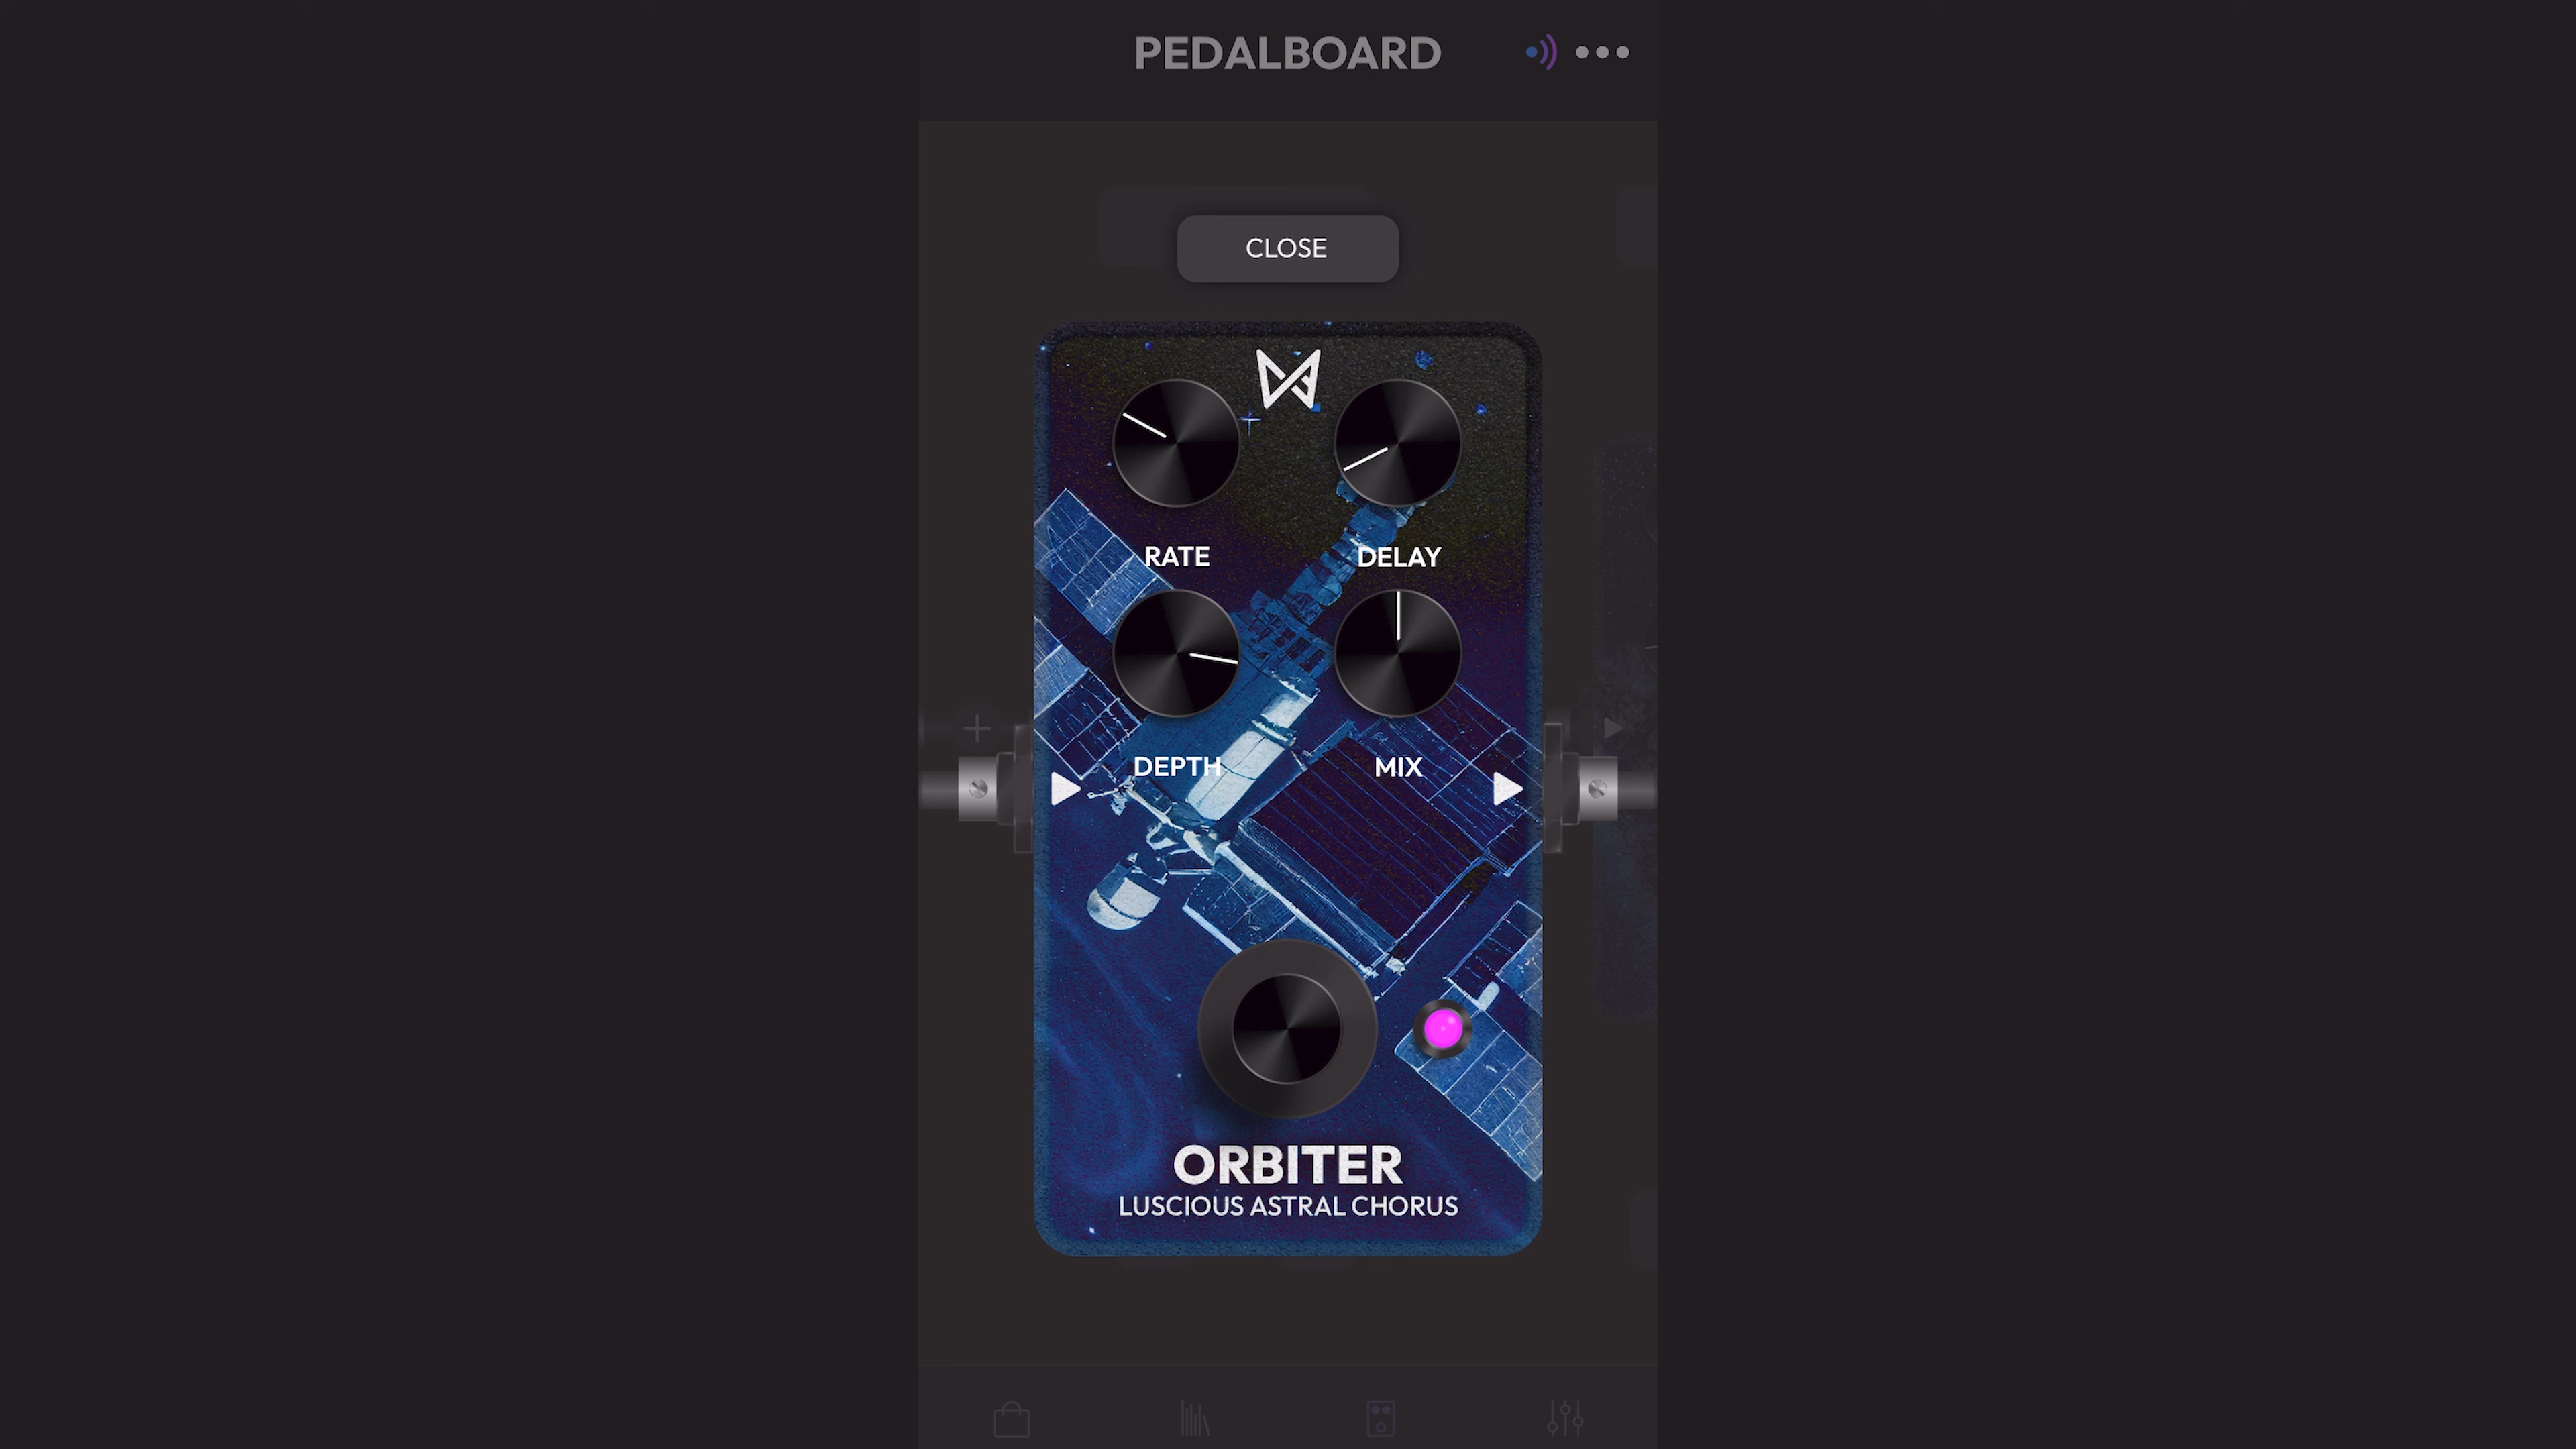 PEDALBOARD
CLOSE
RATE
DELAY
DEPTH
MIX
ORBITER
LUSCIOUS ASTRAL CHORUS